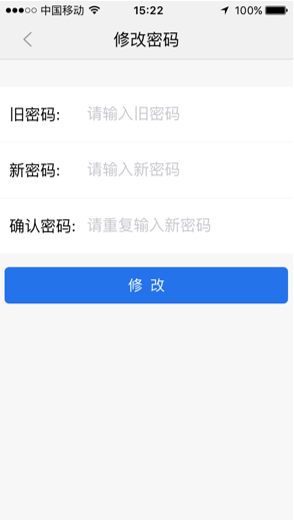 中国移动 15:22 100%
修改密码
旧密码: 请输入旧密码
新密码: 请输入新密码
确认密码: 请重复输入新密码
修 改